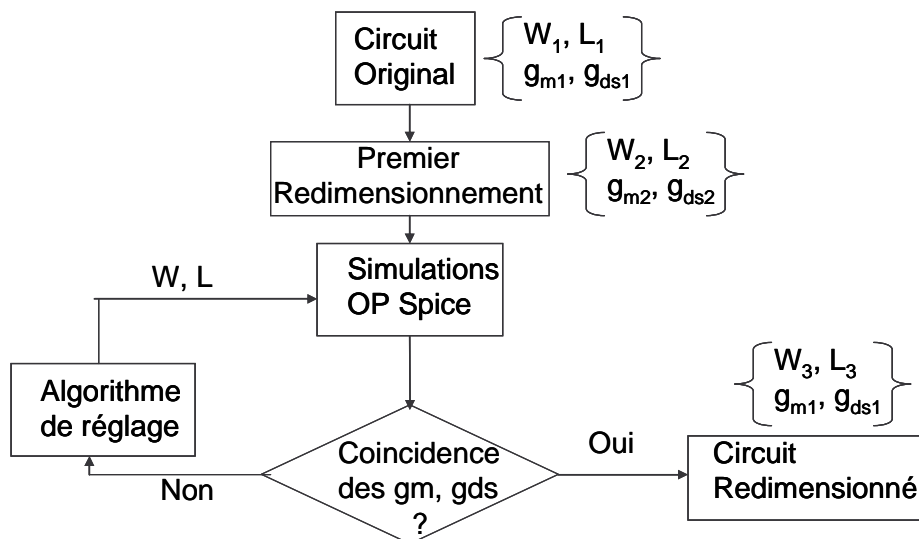 Circuit
Original
W₁, L₁
gm1, gds1
Premier
Redimensionnement
W₂, L₂
gm2, gds2
Simulations
OP Spice
W, L
Algorithme
de réglage
Coincidence
des gm, gds
?
Non
Oui
W₃, L₃
gm1, gds1
Circuit
Redimensionné